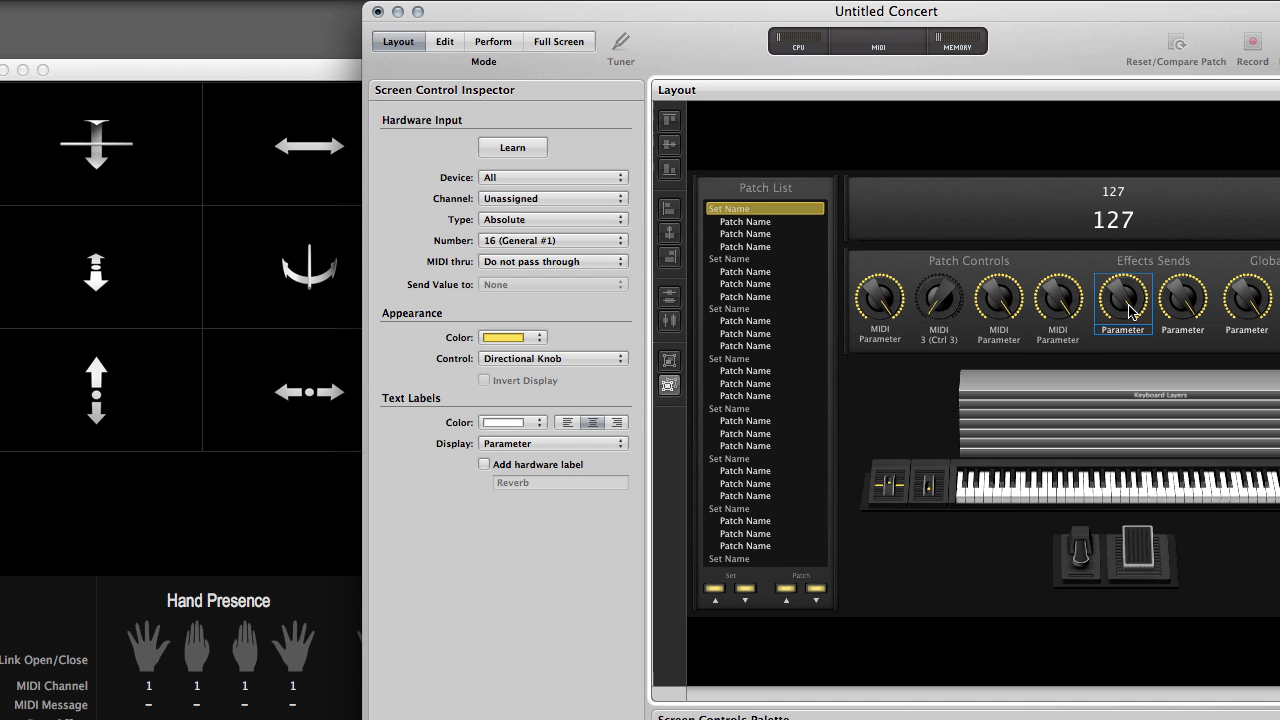 Untitled Concert
Layout
Edit
Perform
Full Screen
Mode
Tuner
CPU
MIDI
MEMORY
Reset/Compare Patch
Record
Screen Control Inspector
Hardware Input
Learn
Device: All
Channel: Unassigned
Type: Absolute
Number: 16 (General #1)
MIDI thru: Do not pass through
Send Value to: None
Appearance
Color:
Control: Directional Knob
Invert Display
Text Labels
Color:
Display: Parameter
Add hardware label
Reverb
Layout
Patch List
Set Name
Patch Name
Patch Name
Patch Name
Set Name
Patch Name
Patch Name
Patch Name
Set Name
Patch Name
Patch Name
Patch Name
Set Name
Patch Name
Patch Name
Patch Name
Set Name
Patch Name
Patch Name
Patch Name
Set Name
Patch Name
Patch Name
Patch Name
Set Name
Patch Name
Patch Name
Patch Name
Set Name
Set
Patch
127
127
Patch Controls
Effects Sends
Globa
MIDI
Parameter
MIDI
3 (Ctrl 3)
MIDI
Parameter
MIDI
Parameter
Parameter
Parameter
Parameter
Keyboard Layers
Hand Presence
Link Open/Close
MIDI Channel 1 1 1 1
MIDI Message – – – –